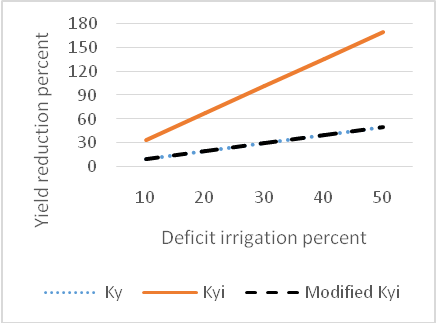 180
150
120
90
60
30
0
Yield reduction percent
10 20 30 40 50
Deficit irrigation percent
Ky Kyi Modified Kyi